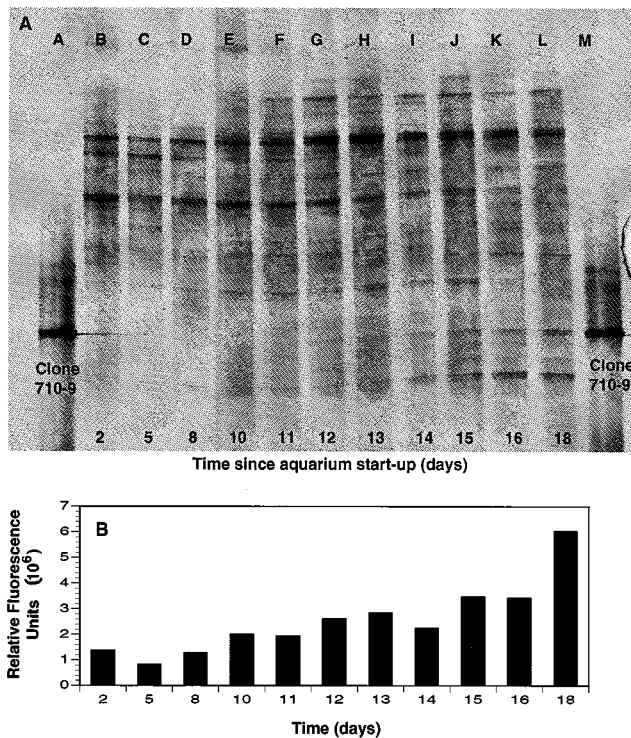 A
A B C D E F G H I J K L M
Clone
710-9
Clone
710-9
2 5 8 10 11 12 13 14 15 16 18
Time since aquarium start-up (days)
B
Relative Fluorescence
Units (10⁶)
7
6
5
4
3
2
1
0
2 5 8 10 11 12 13 14 15 16 18
Time (days)